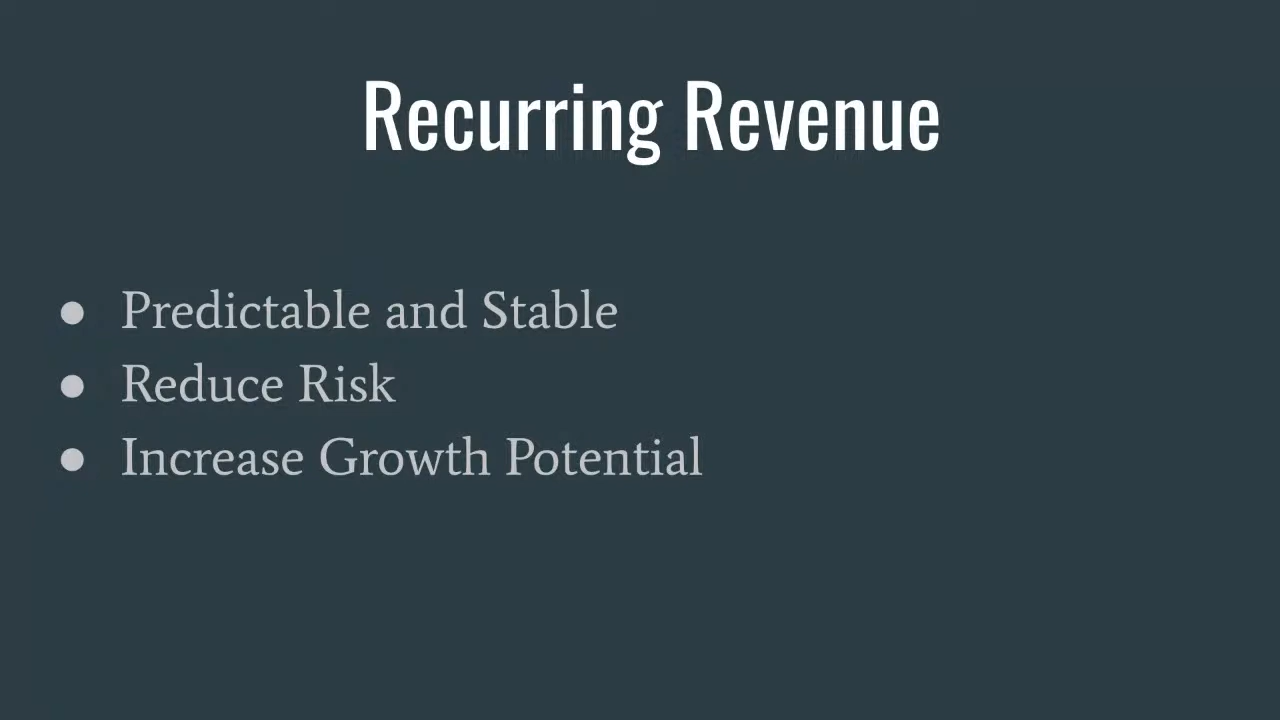 Recurring Revenue
● Predictable and Stable
● Reduce Risk
● Increase Growth Potential